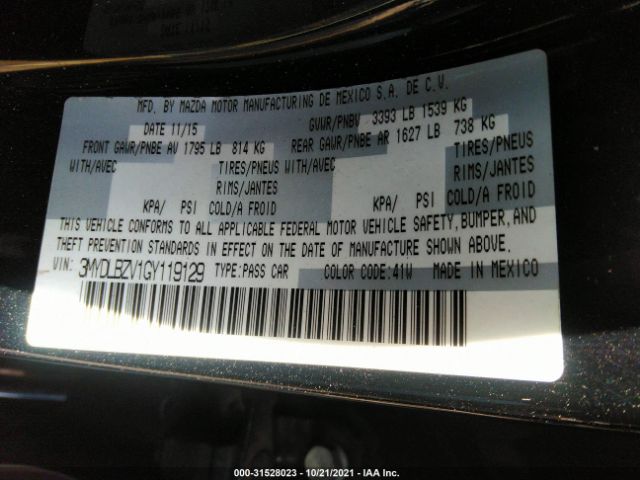 MFD. BY MAZDA MOTOR MANUFACTURING DE MEXICO S.A. DE C.V.
DATE 11/15 GVWR/PNBV 3393 LB 1539 KG
FRONT GAWR/PNBE AV 1795 LB 814 KG REAR GAWR/PNBE AR 1627 LB 738 KG
WITH/AVEC TIRES/PNEUS WITH/AVEC TIRES/PNEUS
RIMS/JANTES RIMS/JANTES
KPA/ PSI COLD/A FROID KPA/ PSI COLD/A FROID
THIS VEHICLE CONFORMS TO ALL APPLICABLE FEDERAL MOTOR VEHICLE SAFETY, BUMPER, AND
THEFT PREVENTION STANDARDS IN EFFECT ON THE DATE OF MANUFACTURE SHOWN ABOVE.
VIN: 3MYDLBZV1GY119129 TYPE:PASS CAR COLOR CODE:41W MADE IN MEXICO
000-31528023 - 10/21/2021 - IAA Inc.